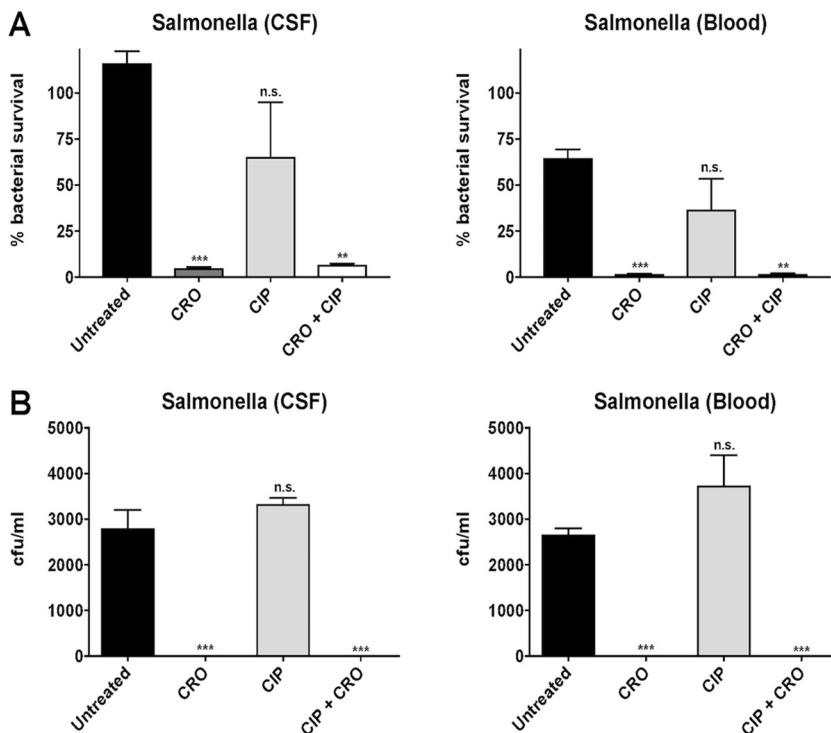 A
Salmonella (CSF)
% bacterial survival
100
75
50
25
0
n.s.
***
**
Untreated
CRO
CIP
CRO + CIP
Salmonella (Blood)
% bacterial survival
100
75
50
25
0
n.s.
***
**
Untreated
CRO
CIP
CRO + CIP
B
Salmonella (CSF)
cfu/ml
5000
4000
3000
2000
1000
0
n.s.
***
***
Untreated
CRO
CIP
CIP + CRO
Salmonella (Blood)
cfu/ml
5000
4000
3000
2000
1000
0
n.s.
***
***
Untreated
CRO
CIP
CIP + CRO